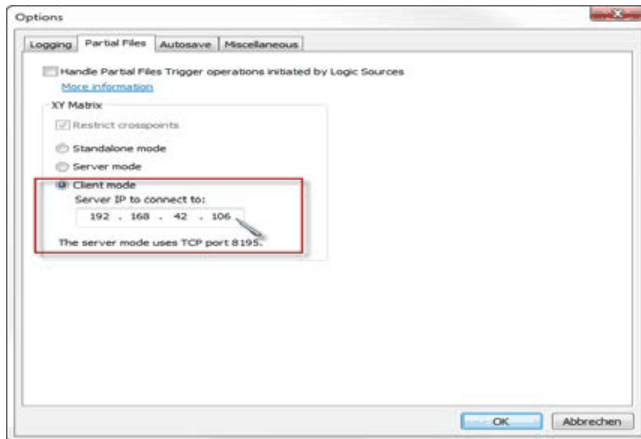 Options
Logging Partial Files Autosave Miscellaneous
Handle Partial Files Trigger operations initiated by Logic Sources
More information
XY Matrix
Restrict crosspoints
Standalone mode
Server mode
Client mode
Server IP to connect to:
192 . 168 . 42 . 106
The server mode uses TCP port 8195.
OK Abbrechen